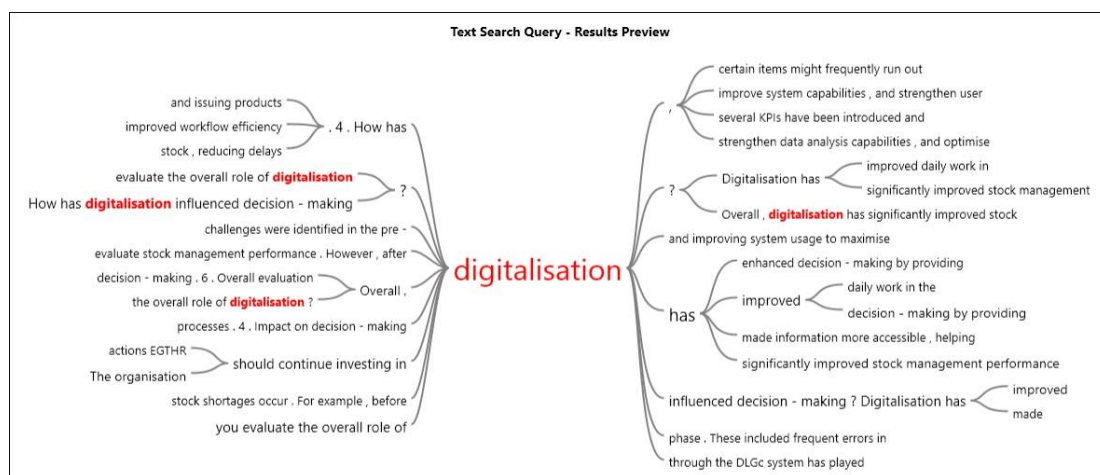 Text Search Query - Results Preview
and issuing products
improved workflow efficiency
stock , reducing delays
. 4 . How has
evaluate the overall role of digitalisation
How has digitalisation influenced decision - making
?
challenges were identified in the pre -
evaluate stock management performance . However , after
decision - making . 6 . Overall evaluation
the overall role of digitalisation ?
Overall ,
processes . 4 . Impact on decision - making
actions EGTHR
The organisation
should continue investing in
stock shortages occur . For example , before
you evaluate the overall role of
digitalisation
,
certain items might frequently run out
improve system capabilities , and strengthen user
several KPIs have been introduced and
strengthen data analysis capabilities , and optimise
?
Digitalisation has
improved daily work in
significantly improved stock management
Overall , digitalisation has significantly improved stock
and improving system usage to maximise
has
enhanced decision - making by providing
improved
daily work in the
decision - making by providing
made information more accessible , helping
significantly improved stock management performance
influenced decision - making ? Digitalisation has
improved
made
phase . These included frequent errors in
through the DLGc system has played